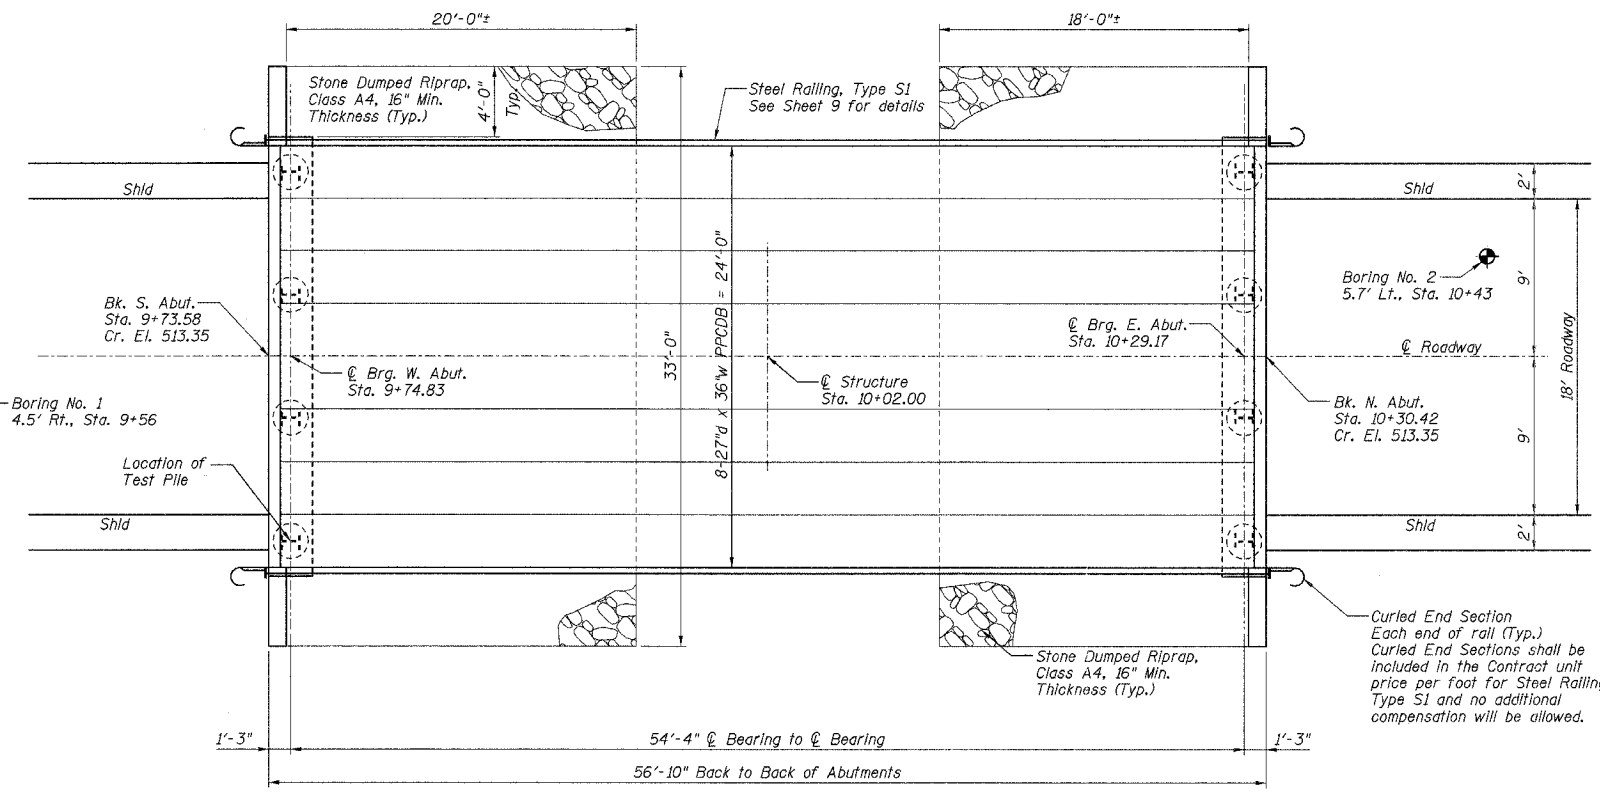 20'-0"±
18'-0"±
Stone Dumped Riprap,
Class A4, 16" Min.
Thickness (Typ.)
4'-0"
Typ.
Steel Railing, Type S1
See Sheet 9 for details
Shld
Shld
2'
Boring No. 2
5.7' Lt., Sta. 10+43
9'
Bk. S. Abut.
Sta. 9+73.58
Cr. El. 513.35
℄ Brg. E. Abut.
Sta. 10+29.17
℄ Roadway
18' Roadway
33'-0"
8-27"d x 36"w PPCDB = 24'-0"
℄ Brg. W. Abut.
Sta. 9+74.83
℄ Structure
Sta. 10+02.00
Boring No. 1
4.5' Rt., Sta. 9+56
Bk. N. Abut.
Sta. 10+30.42
Cr. El. 513.35
9'
Location of
Test Pile
Shld
Shld
2'
Curled End Section
Each end of rail (Typ.)
Curled End Sections shall be
included in the Contract unit
price per foot for Steel Railing
Type S1 and no additional
compensation will be allowed.
Stone Dumped Riprap,
Class A4, 16" Min.
Thickness (Typ.)
1'-3"
54'-4" ℄ Bearing to ℄ Bearing
1'-3"
56'-10" Back to Back of Abutments